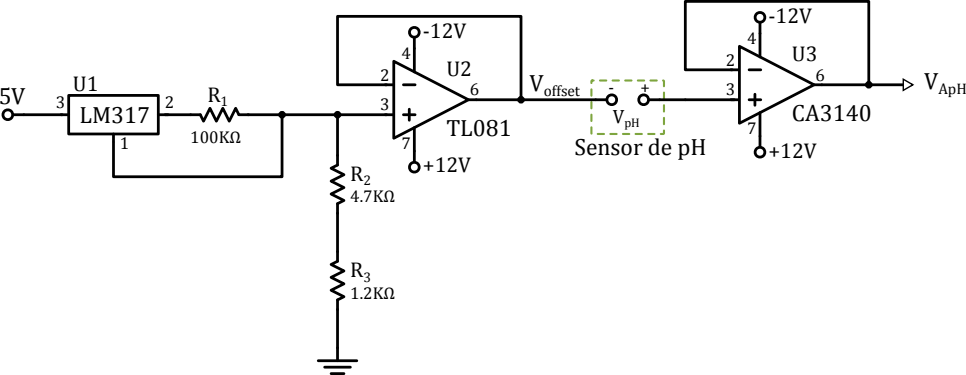 5V
U1
3
LM317
2
1
R1
100KΩ
R2
4.7KΩ
R3
1.2KΩ
-12V
4
2
3
U2
6
TL081
7
+12V
Voffset
-
+
VpH
Sensor de pH
-12V
4
2
3
U3
6
CA3140
7
+12V
VApH